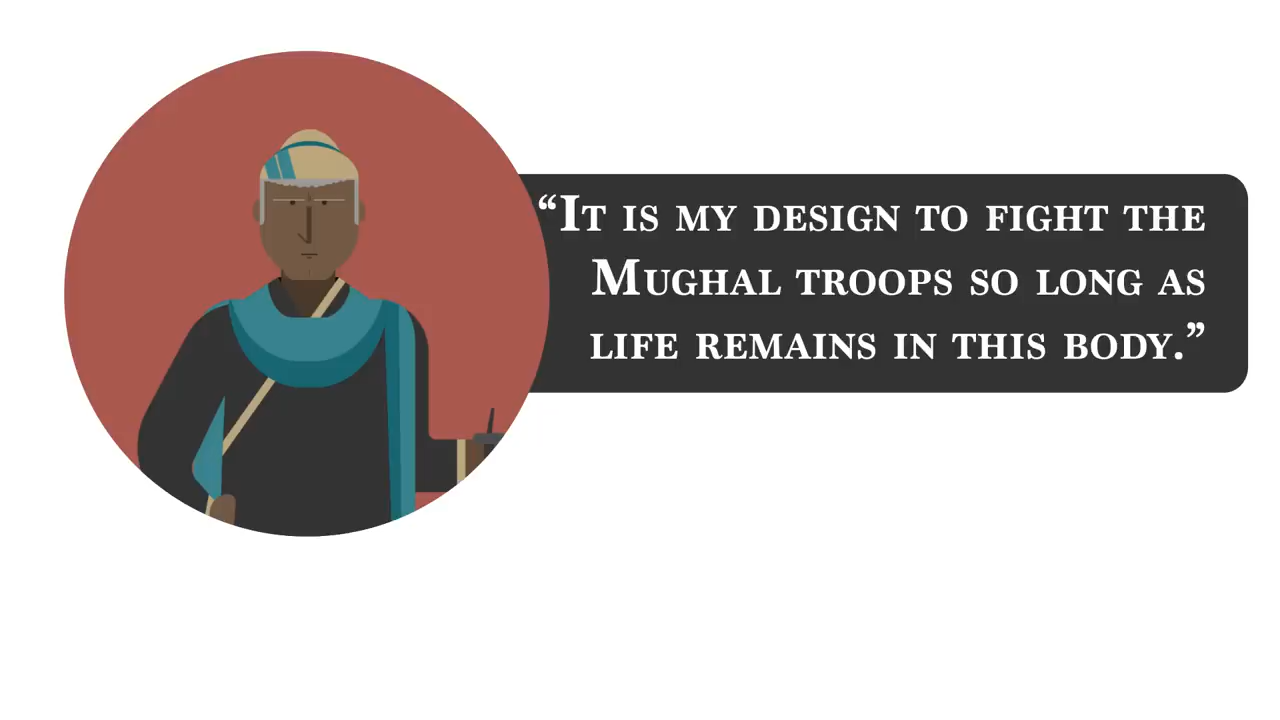 “It is my design to fight the
Mughal troops so long as
life remains in this body.”